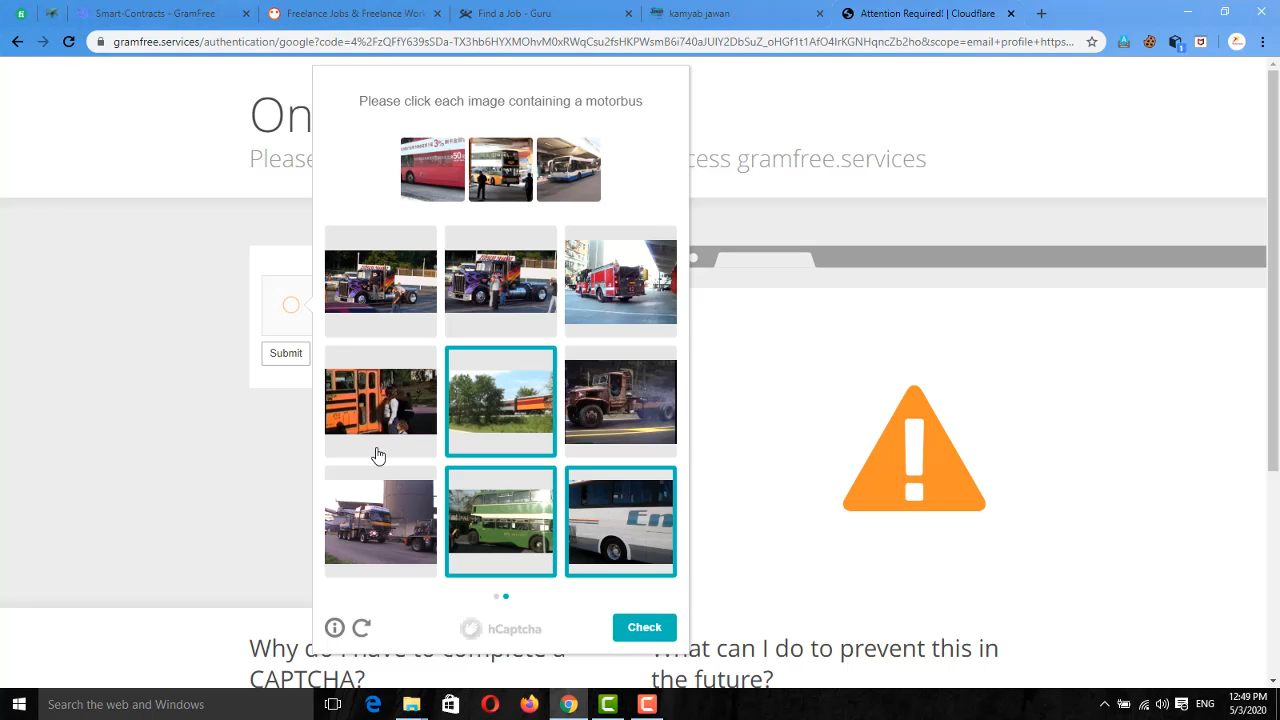 Smart-Contracts - GramFree
Freelance Jobs & Freelance Work
Find a Job - Guru
kamyab jawan
Attention Required! | Cloudflare
gramfree.services/authentication/google?code=4%2FzQFfY639sSDa-TX3hb6HYXMOhvM0xRWqCsu2fsHKPWsmB6i740aJUIY2DbSuZ_oHGf1t1AfO4lrKGNHqncZb2ho&scope=email+profile+https...
On
Please click each image containing a motorbus
Please
cess gramfree.services
3%
50
Submit
hCaptcha
Check
Why do I have to complete a
CAPTCHA?
What can I do to prevent this in
the future?
Search the web and Windows
ENG
12:49 PM
5/3/2020